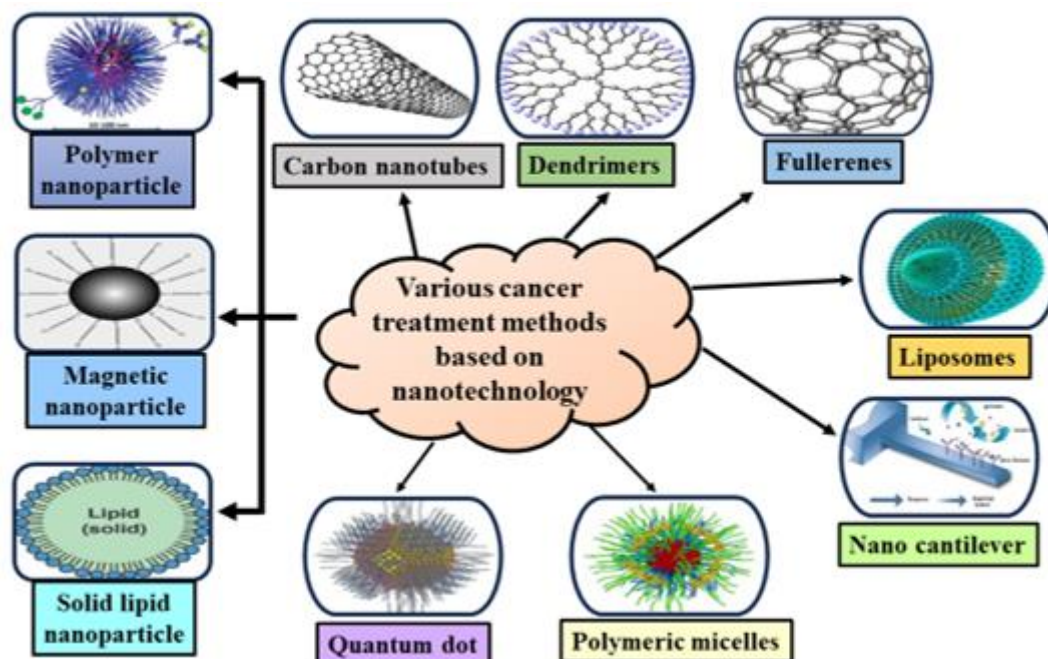 Polymer
nanoparticle
Carbon nanotubes
Dendrimers
Fullerenes
Various cancer
treatment methods
based on
nanotechnology
Magnetic
nanoparticle
Liposomes
Nano cantilever
Lipid
(solid)
Solid lipid
nanoparticle
Quantum dot
Polymeric micelles